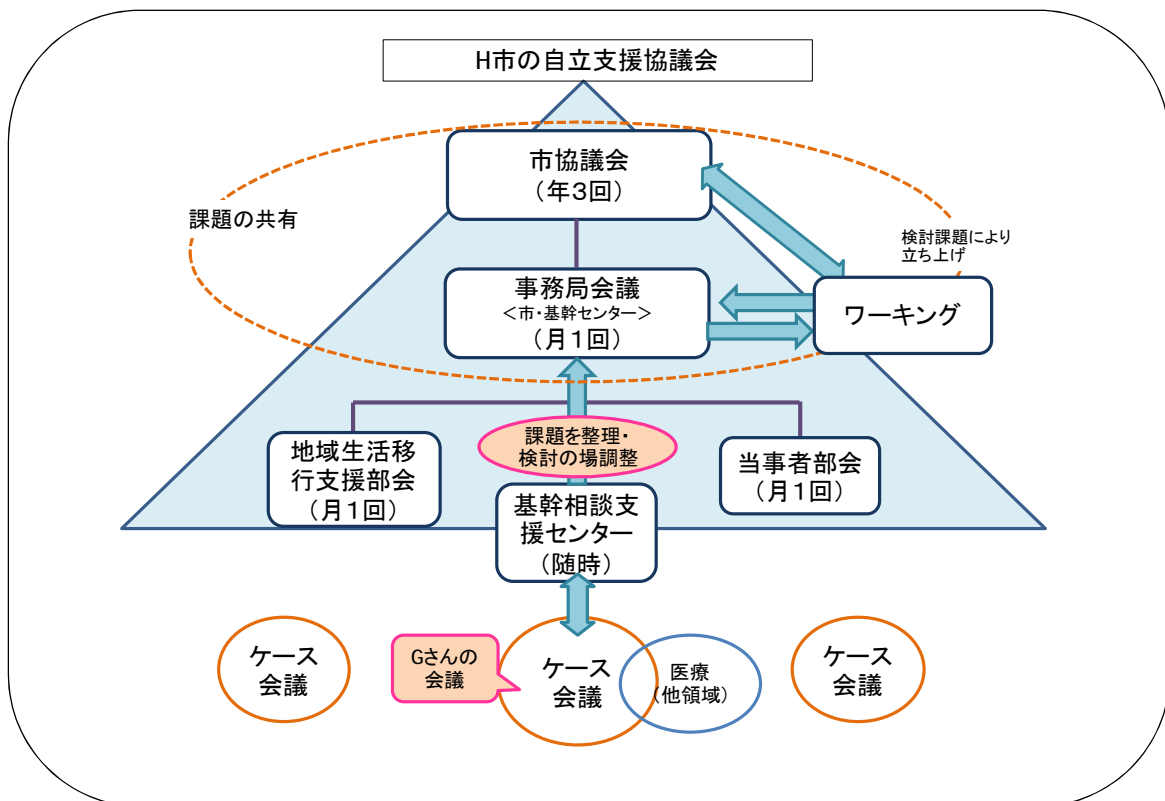 H市の自立支援協議会
市協議会
（年３回）
課題の共有
検討課題により
立ち上げ
事務局会議
＜市・基幹センター＞
（月１回）
ワーキング
地域生活移
行支援部会
（月１回）
課題を整理・
検討の場調整
当事者部会
（月１回）
基幹相談支
援センター
（随時）
ケース
会議
Gさんの
会議
ケース
会議
医療
（他領域）
ケース
会議